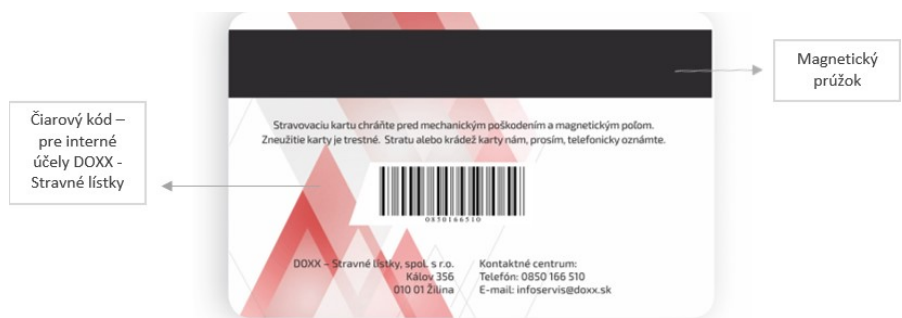 Magnetický
prúžok
Čiarový kód –
pre interné
účely DOXX -
Stravné lístky
Stravovaciu kartu chráňte pred mechanickým poškodením a magnetickým poľom.
Zneužitie karty je trestné. Stratu alebo krádež karty nám, prosím, telefonicky oznámte.
0850166510
DOXX – Stravné lístky, spol. s r.o.
Kálov 356
010 01 Žilina
Kontaktné centrum:
Telefón: 0850 166 510
E-mail: infoservis@doxx.sk